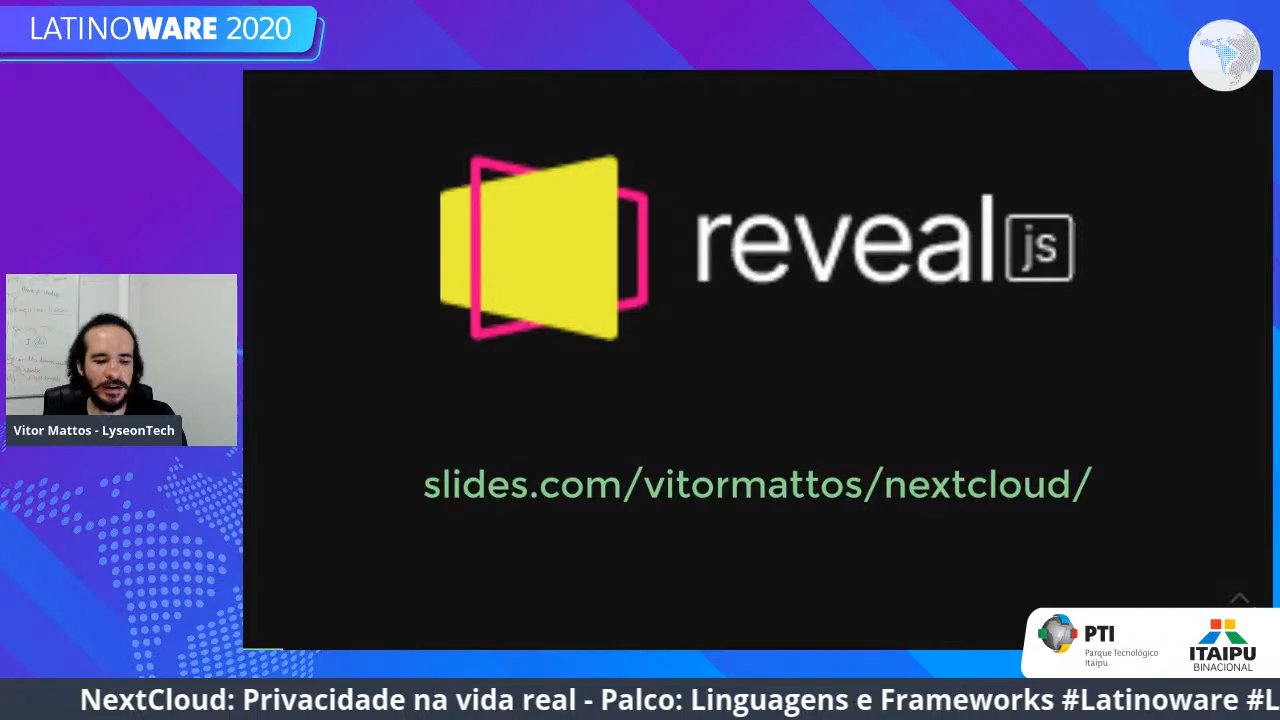 LATINOWARE 2020
reveal js
slides.com/vitormattos/nextcloud/
Vitor Mattos - LyseonTech
PTI
Parque Tecnológico
Itaipu
ITAIPU
BINACIONAL
NextCloud: Privacidade na vida real - Palco: Linguagens e Frameworks #Latinoware #L